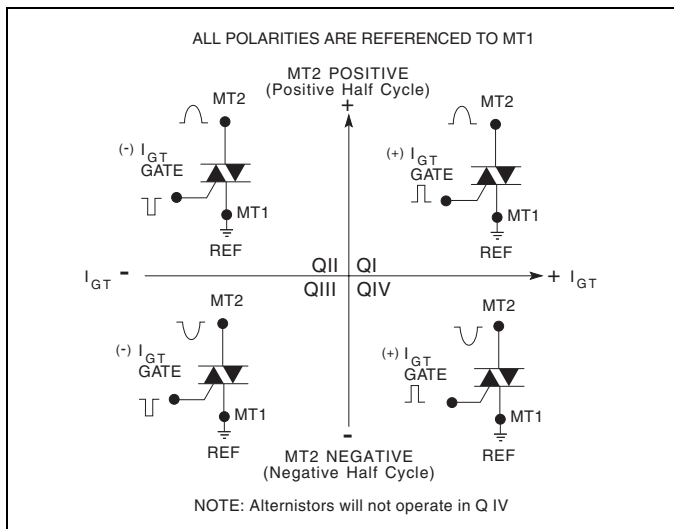 ALL POLARITIES ARE REFERENCED TO MT1
MT2 POSITIVE
(Positive Half Cycle)
+
MT2
(-) IGT
GATE
MT1
REF
MT2
(+) IGT
GATE
MT1
REF
IGT -
QII
QI
+ IGT
QIII
QIV
MT2
(-) IGT
GATE
MT1
REF
MT2
(+) IGT
GATE
MT1
REF
-
MT2 NEGATIVE
(Negative Half Cycle)
NOTE: Alternistors will not operate in Q IV